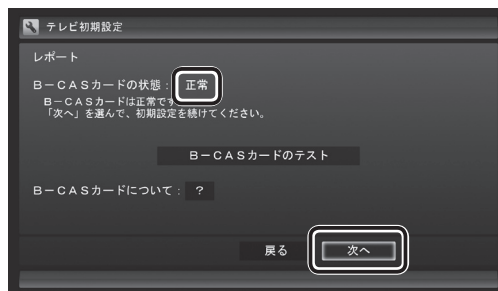 テレビ初期設定
レポート
B－CASカードの状態：正常
B－CASカードは正常です
「次へ」を選んで、初期設定を続けてください。
B－CASカードのテスト
B－CASカードについて：？
戻る
次へ